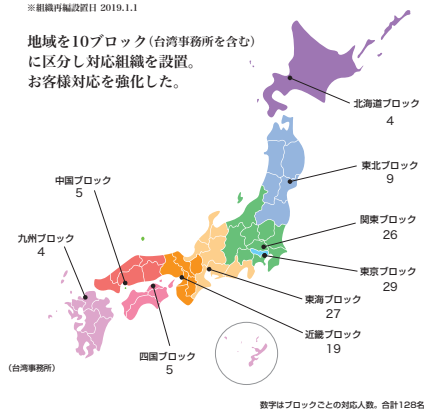 ※組織再編設置日 2019.1.1
地域を10ブロック（台湾事務所を含む）
に区分し対応組織を設置。
お客様対応を強化した。
北海道ブロック
4
東北ブロック
9
中国ブロック
5
関東ブロック
26
九州ブロック
4
東京ブロック
29
東海ブロック
27
近畿ブロック
19
四国ブロック
5
（台湾事務所）
数字はブロックごとの対応人数。合計128名